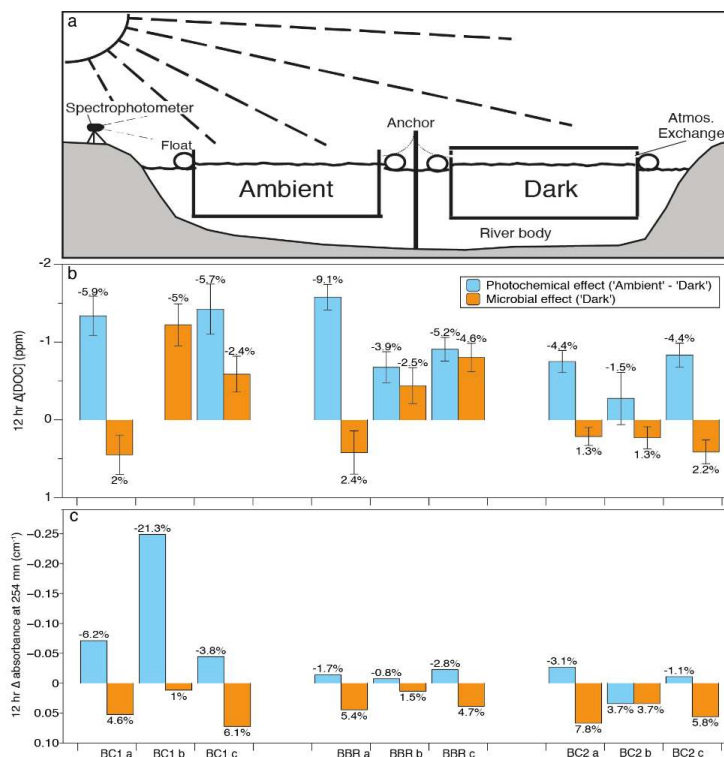 a
Spectrophotometer
Float
Anchor
Atmos.
Exchange
Ambient
Dark
River body
b
Photochemical effect ('Ambient' - 'Dark')
Microbial effect ('Dark')
12 hr Δ[DOC] (ppm)
-2
-1
0
1
-5.9%
2%
-5%
-5.7%
-2.4%
-9.1%
2.4%
-3.9%
-2.5%
-5.2%
-4.6%
-4.4%
1.3%
-1.5%
1.3%
-4.4%
2.2%
c
12 hr Δ absorbance at 254 mn (cm⁻¹)
-0.25
-0.20
-0.15
-0.10
-0.05
0
0.05
0.10
-6.2%
4.6%
-21.3%
1%
-3.8%
6.1%
-1.7%
5.4%
-0.8%
1.5%
-2.8%
4.7%
-3.1%
7.8%
3.7%
3.7%
-1.1%
5.8%
BC1 a
BC1 b
BC1 c
BBR a
BBR b
BBR c
BC2 a
BC2 b
BC2 c